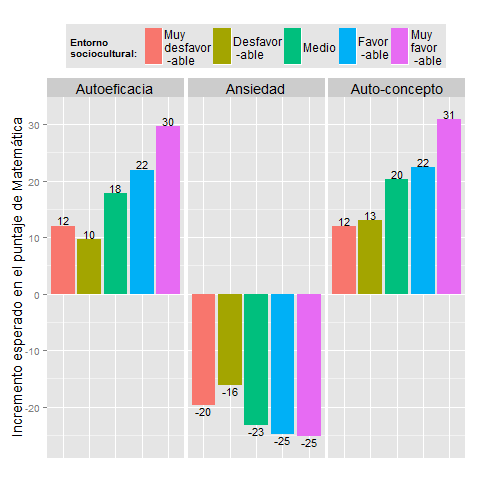 Entorno
sociocultural:
Muy
desfavor
-able
Desfavor
-able
Medio
Favor
-able
Muy
favor
-able
Autoeficacia
Ansiedad
Auto-concepto
Incremento esperado en el puntaje de Matemática
30
20
10
0
-10
-20
12
10
18
22
30
-20
-16
-23
-25
-25
12
13
20
22
31